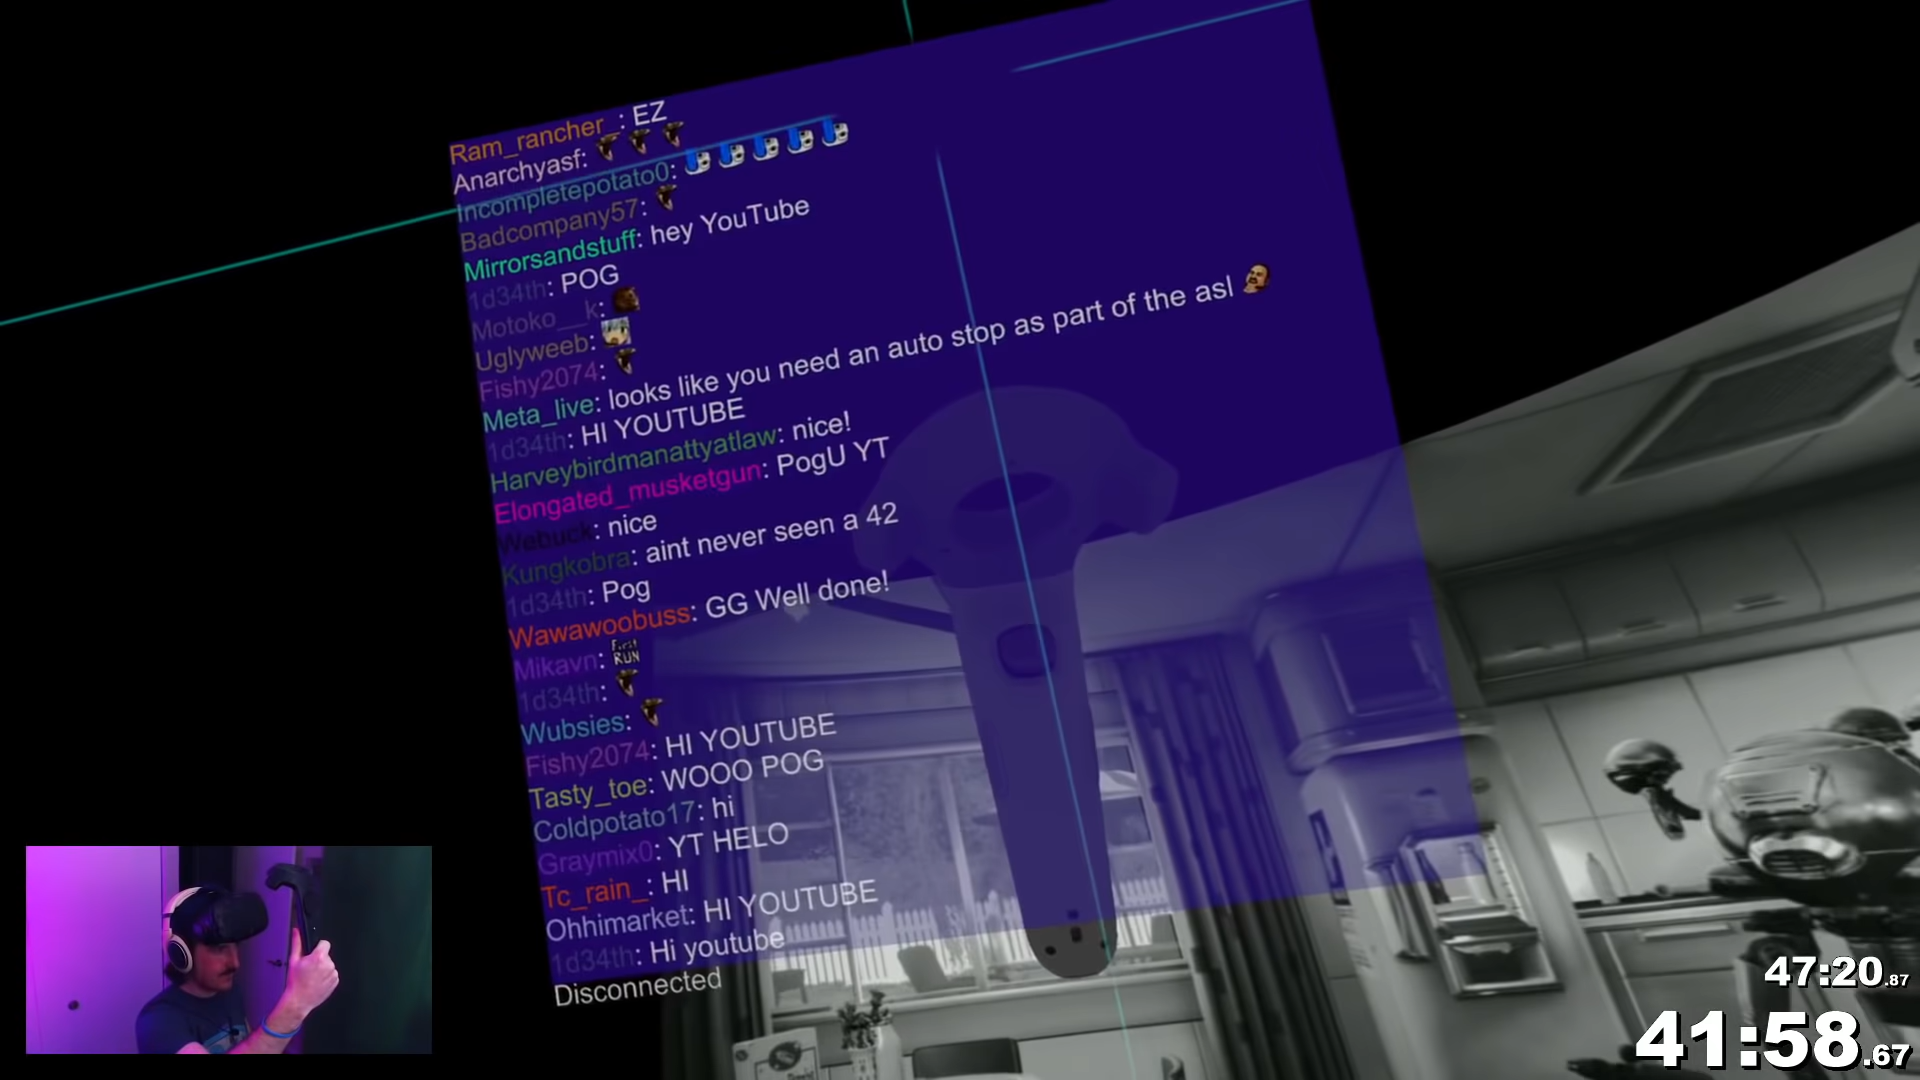 Ram_rancher_: EZ
Anarchyasf:
Incompletepotato0:
Badcompany57:
Mirrorsandstuff: hey YouTube
1d34th: POG
Motoko__k:
Uglyweeb:
Fishy2074:
Meta_live: looks like you need an auto stop as part of the asl
1d34th: HI YOUTUBE
Harveybirdmanattyatlaw: nice!
Elongated_musketgun: PogU YT
Webuck: nice
Kungkobra: aint never seen a 42
1d34th: Pog
Wawawoobuss: GG Well done!
Mikavn: First RUN
1d34th:
Wubsies:
Fishy2074: HI YOUTUBE
Tasty_toe: WOOO POG
Coldpotato17: hi
Graymix0: YT HELO
Tc_rain_: HI
Ohhimarket: HI YOUTUBE
1d34th: Hi youtube
Disconnected
47:20.87
41:58.67